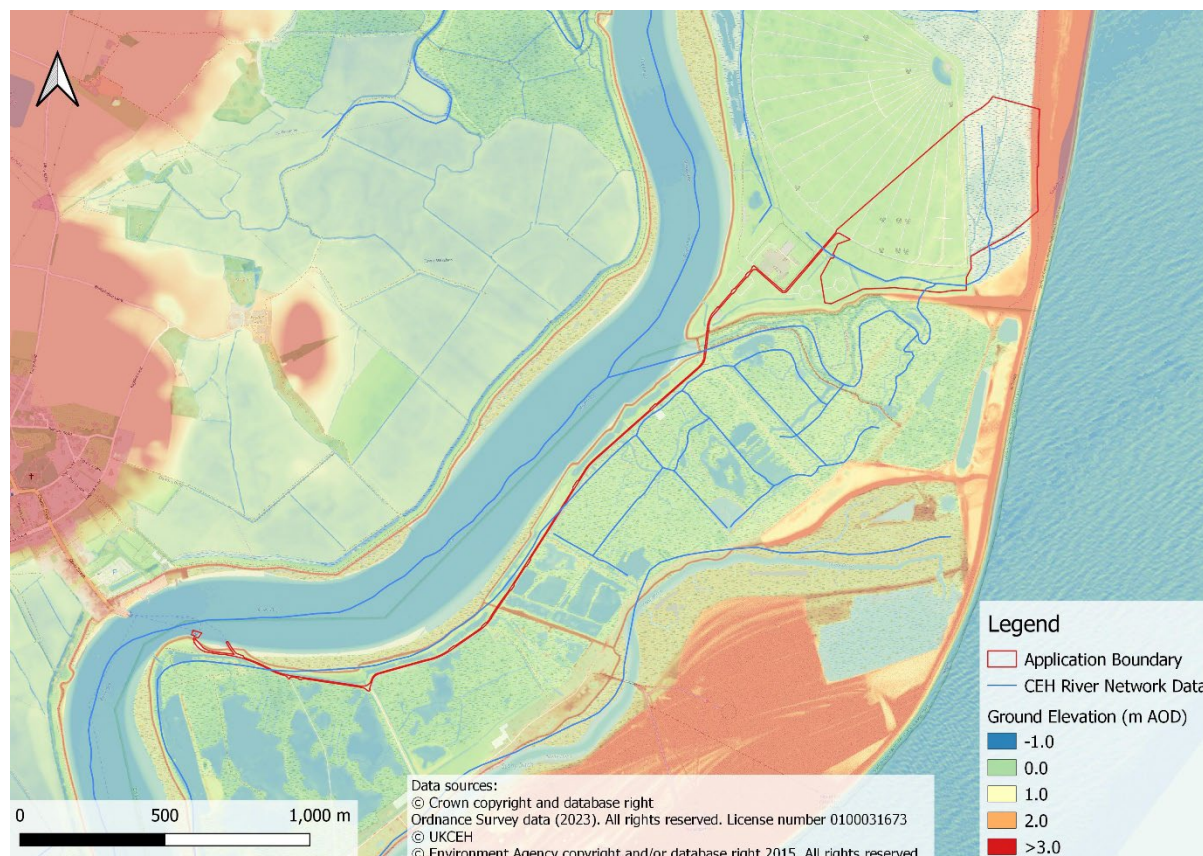 Legend
Application Boundary
CEH River Network Data
Ground Elevation (m AOD)
-1.0
0.0
1.0
2.0
>3.0
Data sources:
© Crown copyright and database right
Ordnance Survey data (2023). All rights reserved. License number 0100031673
© UKCEH
© Environment Agency copyright and/or database right 2015. All rights reserved
0 500 1,000 m